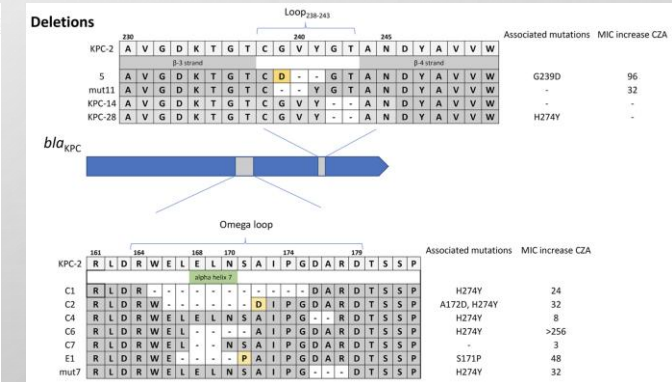 Deletions
Loop238-243
Associated mutations MIC increase CZA
230 240 245
KPC-2 A V G D K T G T C G V Y G T A N D Y A V V W
β-3 strand β-4 strand
5 A V G D K T G T C D - - G T A N D Y A V V W G239D 96
mut11 A V G D K T G T C - - Y G T A N D Y A V V W - 32
KPC-14 A V G D K T G T C G V Y - - A N D Y A V V W - -
KPC-28 A V G D K T G T C G V Y - - A N D Y A V V W H274Y -
blaKPC
Omega loop
161 164 168 170 174 179
Associated mutations MIC increase CZA
KPC-2 R L D R W E L E L N S A I P G D A R D T S S P
alpha helix 7
C1 R L D R - - - - - - - - - - - D A R D T S S P H274Y 24
C2 R L D R W - - - - - - D I P G D A R D T S S P A172D, H274Y 32
C4 R L D R W E L E L N S A I P G - - R D T S S P H274Y 8
C6 R L D R W E L - - - - A I P G D A R D T S S P H274Y >256
C7 R L D R W E L - - N S A I P G D A R D T S S P - 3
E1 R L D R W E L - - - P A I P G D A R D T S S P S171P 48
mut7 R L D R W E L E L N S A I P G - - - D T S S P H274Y 32